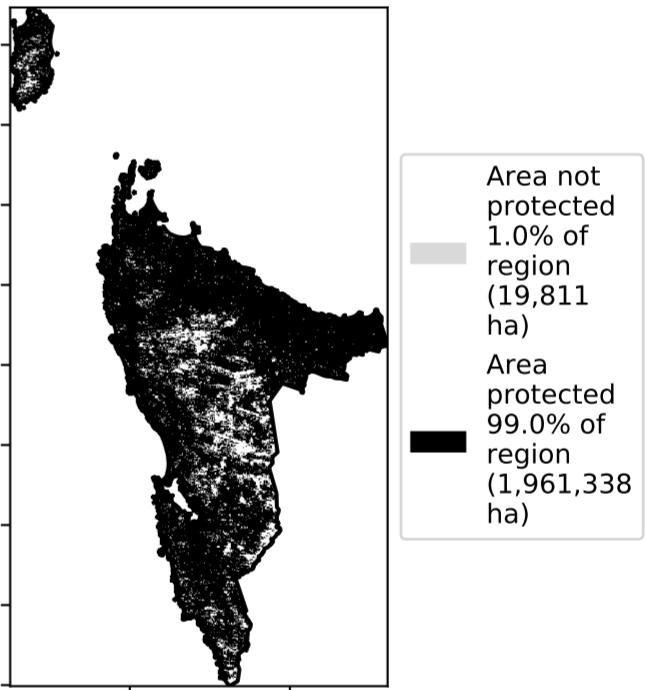 Area not
protected
1.0% of
region
(19,811
ha)
Area
protected
99.0% of
region
(1,961,338
ha)